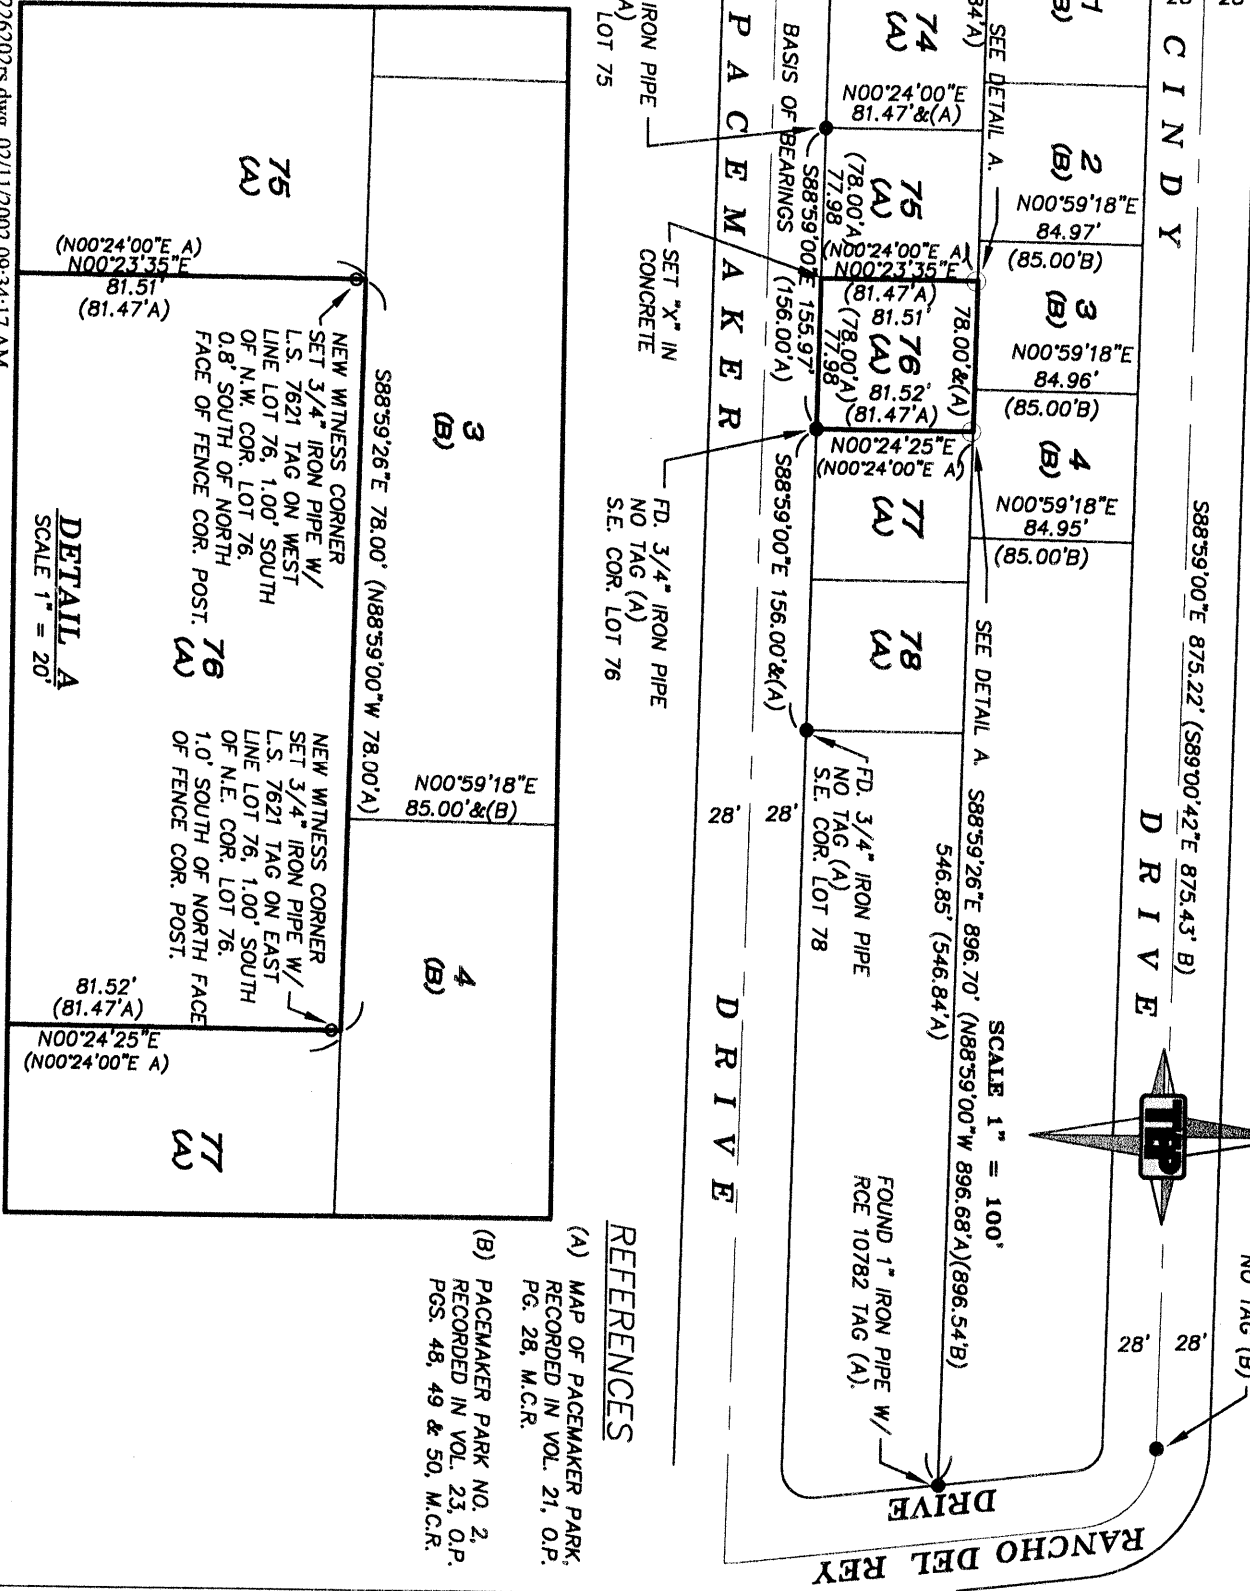 CINDY
DRIVE
S88°59'00"E 875.22' (S89°00'42"E 875.43' B)
28'
28'
NO TAG (B)
(B)
2
(B)
N00°59'18"E
84.97'
(85.00'B)
3
(B)
N00°59'18"E
84.96'
(85.00'B)
4
(B)
N00°59'18"E
84.95'
(85.00'B)
SEE DETAIL A.
SEE DETAIL A.
S88°59'26"E 896.70' (N88°59'00"W 896.68'A)(896.54'B)
546.85' (546.84'A)
SCALE 1" = 100'
TEP
74
(A)
N00°24'00"E
81.47'&(A)
75
(A)
(78.00'A)
77.98
(N00°24'00"E A)
N00°23'35"E
(81.47'A)
81.51'
78.00'&(A)
76
(A)
(78.00'A)
77.98'
81.52'
(81.47'A)
N00°24'25"E
(N00°24'00"E A)
77
(A)
78
(A)
BASIS OF BEARINGS
S88°59'00"E 155.97'
(156.00'A)
S88°59'00"E 156.00'&(A)
FD. 3/4" IRON PIPE
NO TAG (A)
S.E. COR. LOT 78
FOUND 1" IRON PIPE W/
RCE 10782 TAG (A).
28'
28'
PACEMAKER
DRIVE
RANCHO DEL REY
DRIVE
IRON PIPE
A)
LOT 75
SET "X" IN
CONCRETE
FD. 3/4" IRON PIPE
NO TAG (A)
S.E. COR. LOT 76
REFERENCES
(A) MAP OF PACEMAKER PARK,
RECORDED IN VOL. 21, O.P.
PG. 28, M.C.R.
(B) PACEMAKER PARK NO. 2,
RECORDED IN VOL. 23, O.P.
PGS. 48, 49 & 50, M.C.R.
3
(B)
N00°59'18"E
85.00'&(B)
4
(B)
S88°59'26"E 78.00' (N88°59'00"W 78.00'A)
75
(A)
(N00°24'00"E A)
N00°23'35"E
81.51'
(81.47'A)
NEW WITNESS CORNER
SET 3/4" IRON PIPE W/
L.S. 7621 TAG ON WEST
LINE LOT 76, 1.00' SOUTH
OF N.W. COR. LOT 76.
0.8' SOUTH OF NORTH
FACE OF FENCE COR. POST.
76
(A)
NEW WITNESS CORNER
SET 3/4" IRON PIPE W/
L.S. 7621 TAG ON EAST
LINE LOT 76, 1.00' SOUTH
OF N.E. COR. LOT 76.
1.0' SOUTH OF NORTH FACE
OF FENCE COR. POST.
81.52'
(81.47'A)
N00°24'25"E
(N00°24'00"E A)
77
(A)
DETAIL A
SCALE 1" = 20'